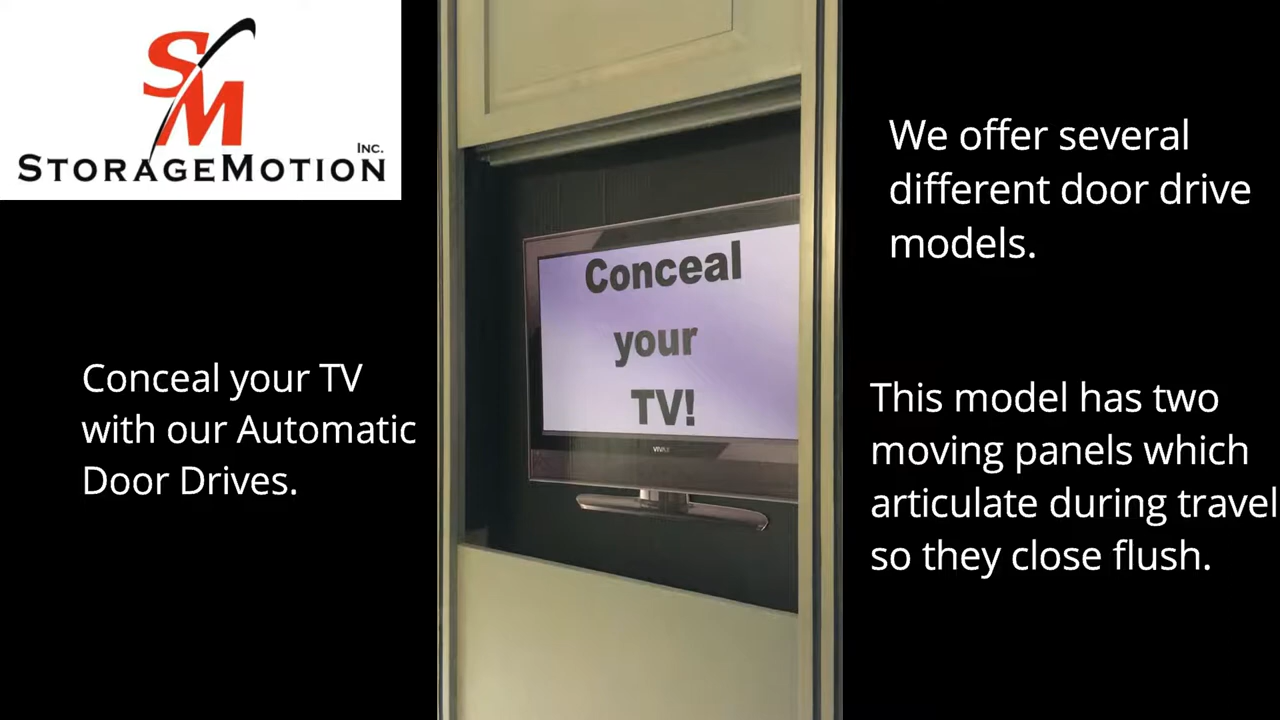 SM
Inc.
STORAGEMOTION
Conceal your TV
with our Automatic
Door Drives.
Conceal
your
TV!
We offer several
different door drive
models.
This model has two
moving panels which
articulate during travel
so they close flush.